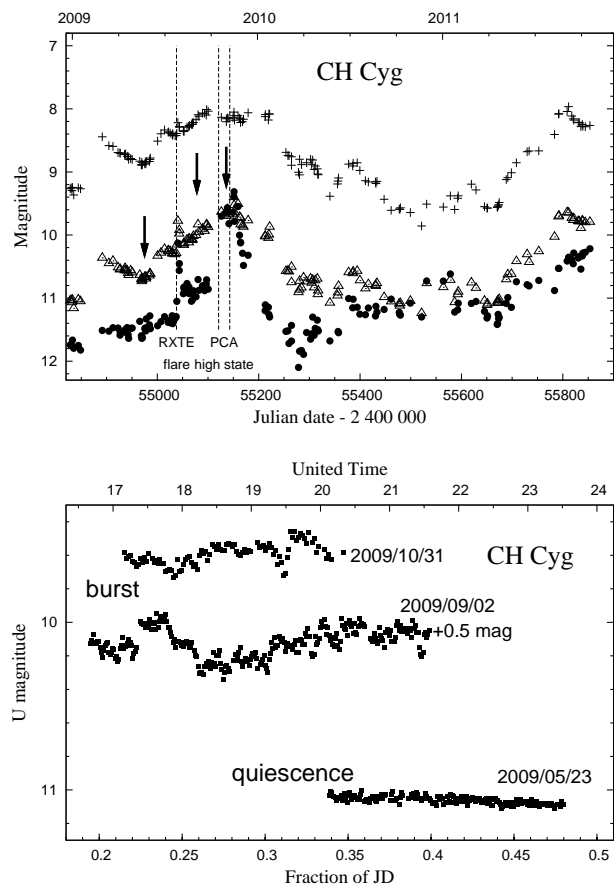 2009 2010 2011
7
CH Cyg
8
9
10
11
12
Magnitude
RXTE PCA
flare high state
55000 55200 55400 55600 55800
Julian date - 2 400 000
United Time
17 18 19 20 21 22 23 24
2009/10/31 CH Cyg
burst
2009/09/02
+0.5 mag
10
U magnitude
quiescence 2009/05/23
11
0.2 0.25 0.3 0.35 0.4 0.45 0.5
Fraction of JD